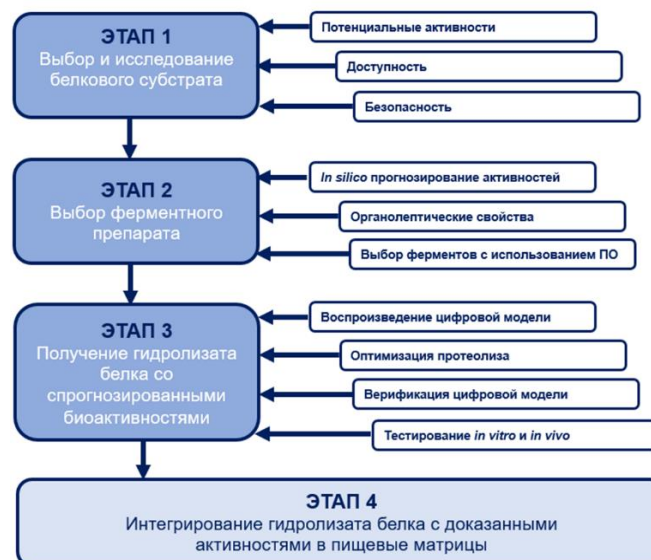 ЭТАП 1
Выбор и исследование
белкового субстрата
Потенциальные активности
Доступность
Безопасность
ЭТАП 2
Выбор ферментного
препарата
In silico прогнозирование активностей
Органолептические свойства
Выбор ферментов с использованием ПО
ЭТАП 3
Получение гидролизата
белка со
спрогнозированными
биоактивностями
Воспроизведение цифровой модели
Оптимизация протеолиза
Верификация цифровой модели
Тестирование in vitro и in vivo
ЭТАП 4
Интегрирование гидролизата белка с доказанными
активностями в пищевые матрицы